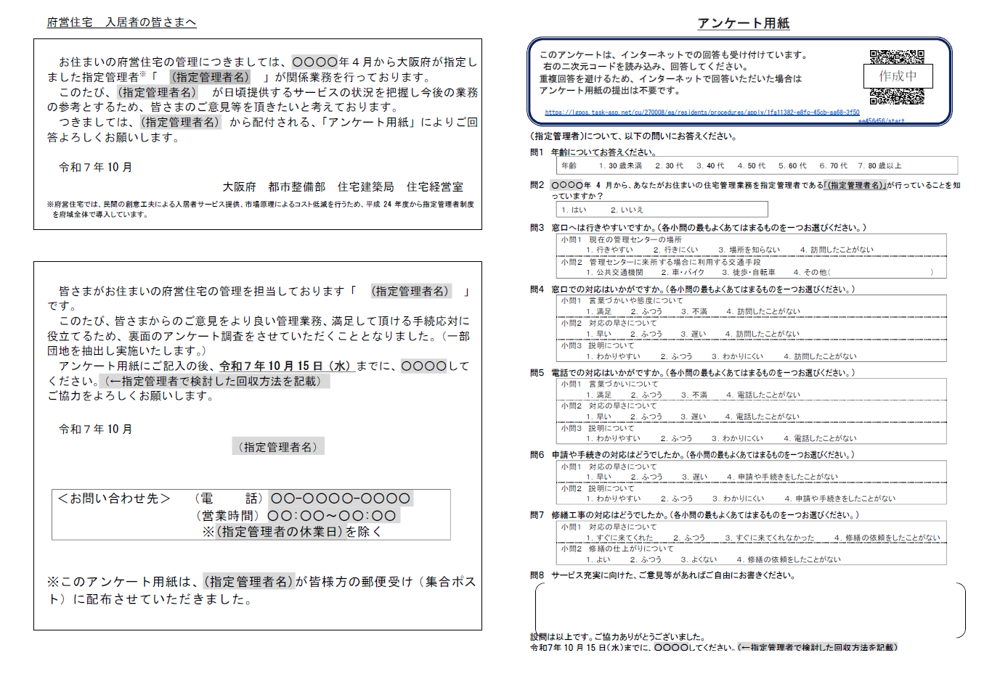 府営住宅　入居者の皆さまへ
お住まいの府営住宅の管理につきましては、〇〇〇〇年４月から大阪府が指定し
ました指定管理者※「　(指定管理者名)　」が関係業務を行っております。
このたび、(指定管理者名)　が日頃提供するサービスの状況を把握し今後の業務
の参考とするため、皆さまのご意見等を頂きたいと考えております。
つきましては、(指定管理者名)　から配付される、「アンケート用紙」によりご回
答よろしくお願いします。
令和７年10月
大阪府　都市整備部　住宅建築局　住宅経営室
※府営住宅では、民間の創意工夫による入居者サービス提供、市場原理によるコスト低減を行うため、平成 24 年度から指定管理者制度
を府域全体で導入しています。
皆さまがお住まいの府営住宅の管理を担当しております「　(指定管理者名)　」
です。
このたび、皆さまからのご意見をより良い管理業務、満足して頂ける手続応対に
役立てるため、裏面のアンケート調査をさせていただくこととなりました。（一部
団地を抽出し実施いたします。）
アンケート用紙にご記入の後、令和７年10月15日（水）までに、〇〇〇〇して
ください。（←指定管理者で検討した回収方法を記載）
ご協力をよろしくお願いします。
令和７年10月
（指定管理者名）
＜お問い合わせ先＞　（電　　話）〇〇-〇〇〇〇-〇〇〇〇
（営業時間）〇〇：〇〇～〇〇：〇〇
※(指定管理者の休業日)を除く
※このアンケート用紙は、(指定管理者名)が皆様方の郵便受け（集合ポス
ト）に配布させていただきました。
アンケート用紙
このアンケートは、インターネットでの回答も受け付けています。
右の二次元コードを読み込み、回答してください。
重複回答を避けるため、インターネットで回答いただいた場合は
アンケート用紙の提出は不要です。
作成中
https://lgpos.task-asp.net/cu/270008/ea/residents/procedures/apply/1fa11382-e8fc-45cb-aa68-3f50
ee456d56/start
（指定管理者）について、以下の問いにお答えください。
問1　年齢についてお答えください。
年齢　　1．30歳未満　2．30代　3．40代　4．50代　5．60代　6．70代　7．80歳以上
問2　〇〇〇〇年 4 月から、あなたがお住まいの住宅管理業務を指定管理者である「(指定管理者名)」が行っていることを知
っていますか？
1．はい　　2．いいえ
問3　窓口へは行きやすいですか。（各小問の最もよくあてはまるものを一つお選びください。）
小問1　現在の管理センターの場所
1．行きやすい　2．行きにくい　3．場所を知らない　4．訪問したことがない
小問2　管理センターに来所する場合に利用する交通手段
1．公共交通機関　2．車・バイク　3．徒歩・自転車　4．その他（　　　　）
問4　窓口での対応はいかがですか。（各小問の最もよくあてはまるものを一つお選びください。）
小問1　言葉づかいや態度について
1．満足　2．ふつう　3．不満　4．訪問したことがない
小問2　対応の早さについて
1．早い　2．ふつう　3．遅い　4．訪問したことがない
小問3　説明について
1．わかりやすい　2．ふつう　3．わかりにくい　4．訪問したことがない
問5　電話での対応はいかがですか。（各小問の最もよくあてはまるものを一つお選びください。）
小問1　言葉づかいについて
1．満足　2．ふつう　3．不満　4．電話したことがない
小問2　対応の早さについて
1．早い　2．ふつう　3．遅い　4．電話したことがない
小問3　説明について
1．わかりやすい　2．ふつう　3．わかりにくい　4．電話したことがない
問6　申請や手続きの対応はどうでしたか。（各小問の最もよくあてはまるものを一つお選びください。）
小問1　対応の早さについて
1．早い　2．ふつう　3．遅い　4．申請や手続きをしたことがない
小問2　説明について
1．わかりやすい　2．ふつう　3．わかりにくい　4．申請や手続きをしたことがない
問7　修繕工事の対応はどうでしたか。（各小問の最もよくあてはまるものを一つお選びください。）
小問1　対応の早さについて
1．すぐに来てくれた　2．ふつう　3．すぐに来てくれなかった　4．修繕の依頼をしたことがない
小問2　修繕の仕上がりについて
1．よい　2．ふつう　3．よくない　4．修繕の依頼をしたことがない
問8　サービス充実に向けた、ご意見等があればご自由にお書きください。
設問は以上です。ご協力ありがとうございました。
令和7年10月15日（水）までに、〇〇〇〇してください。（←指定管理者で検討した回収方法を記載）